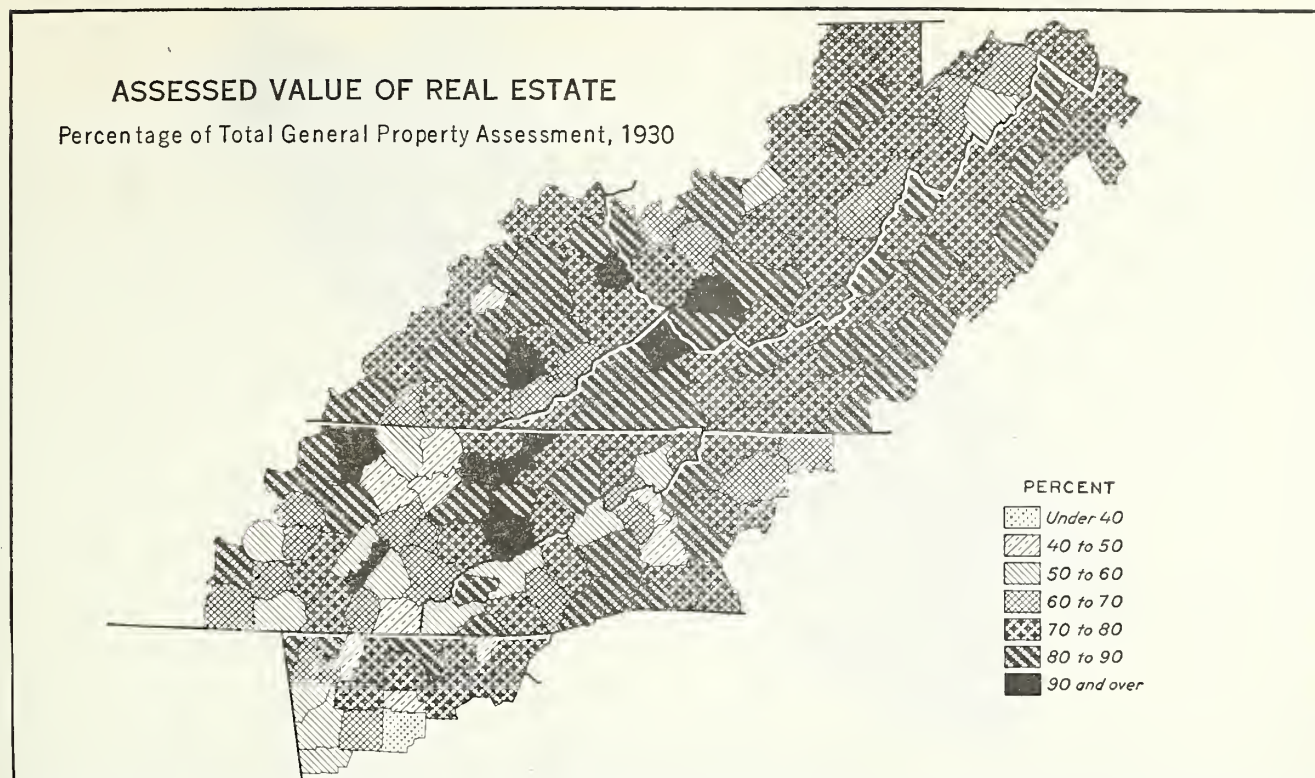 ASSESSED VALUE OF REAL ESTATE
Percentage of Total General Property Assessment, 1930
PERCENT
Under 40
40 to 50
50 to 60
60 to 70
70 to 80
80 to 90
90 and over